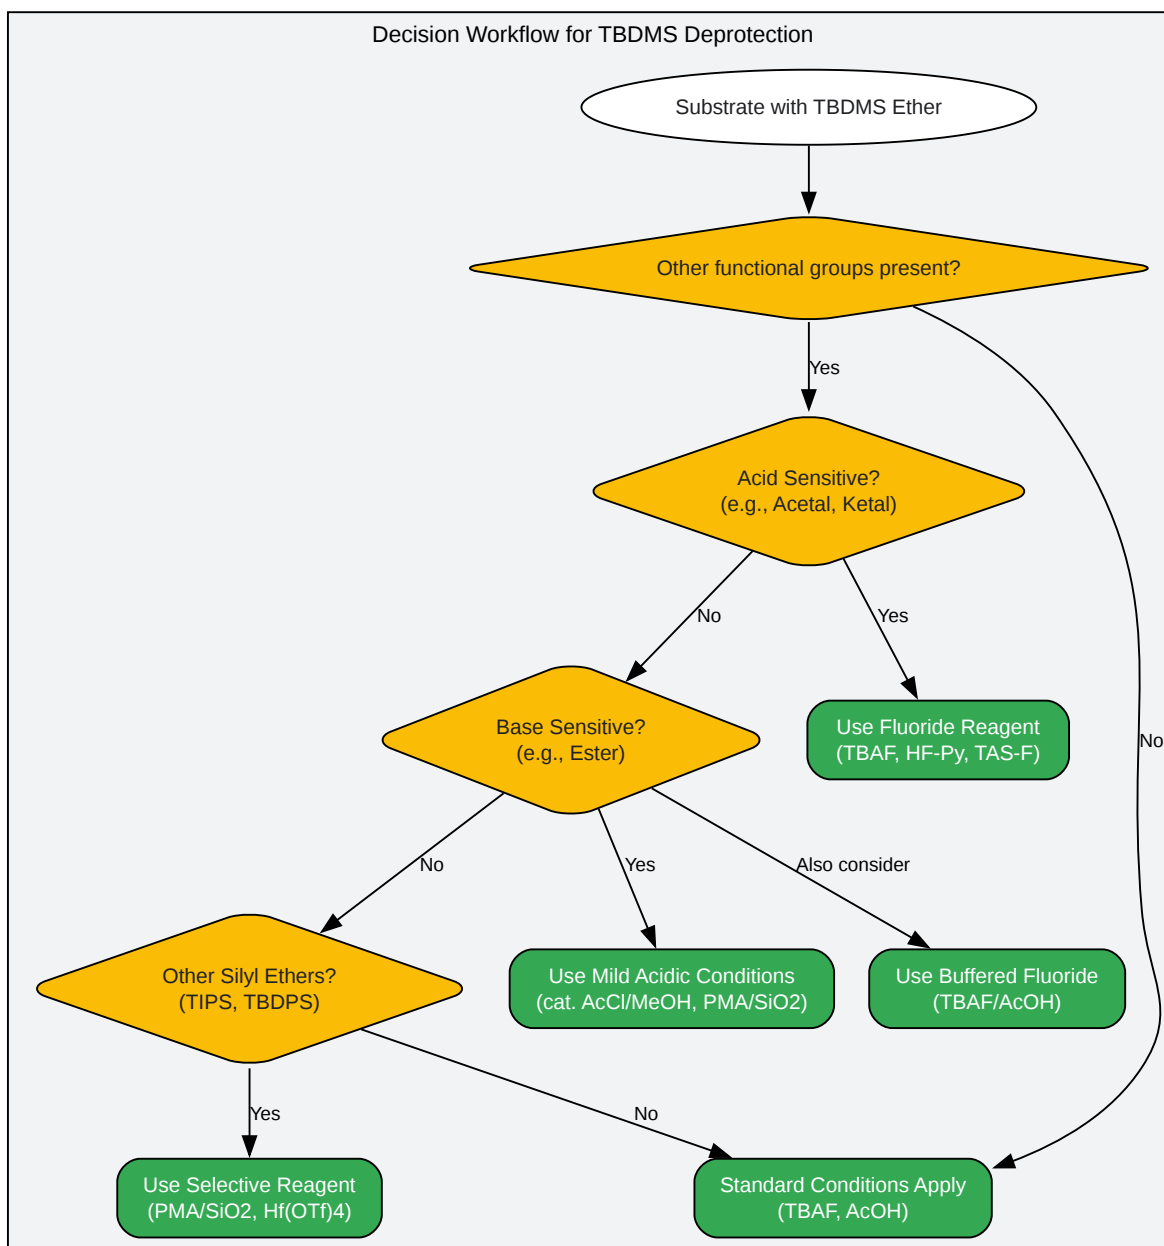 Decision Workflow for TBDMS Deprotection
Substrate with TBDMS Ether
Other functional groups present?
Yes
Acid Sensitive?
(e.g., Acetal, Ketal)
No
Yes
Base Sensitive?
(e.g., Ester)
Use Fluoride Reagent
(TBAF, HF-Py, TAS-F)
No
No
Yes
Also consider
Other Silyl Ethers?
(TIPS, TBDPS)
Use Mild Acidic Conditions
(cat. AcCl/MeOH, PMA/SiO2)
Use Buffered Fluoride
(TBAF/AcOH)
Yes
No
Use Selective Reagent
(PMA/SiO2, Hf(OTf)4)
Standard Conditions Apply
(TBAF, AcOH)